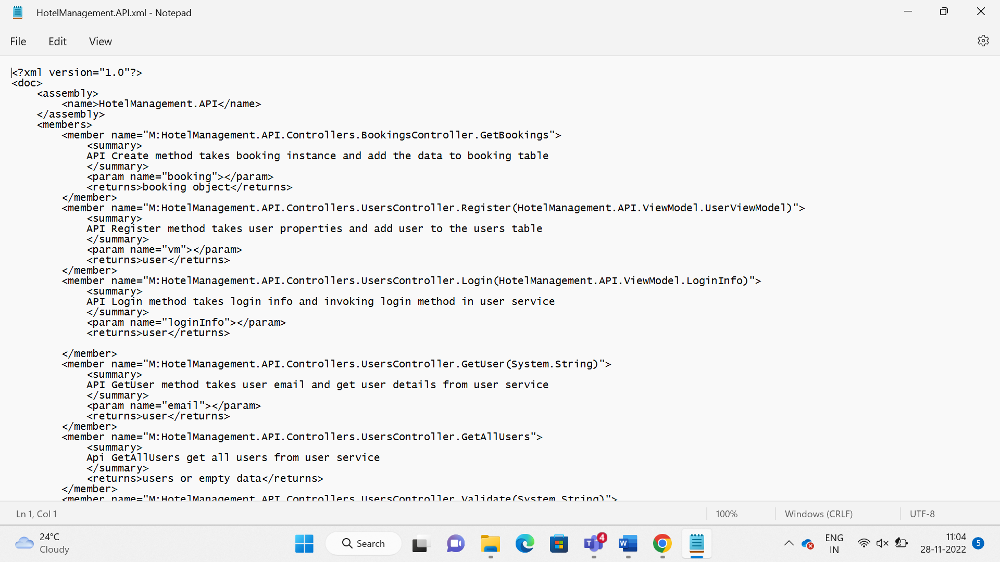 HotelManagement.API.xml - Notepad
File Edit View
<?xml version="1.0"?>
<doc>
    <assembly>
        <name>HotelManagement.API</name>
    </assembly>
    <members>
        <member name="M:HotelManagement.API.Controllers.BookingsController.GetBookings">
            <summary>
            API Create method takes booking instance and add the data to booking table
            </summary>
            <param name="booking"></param>
            <returns>booking object</returns>
        </member>
        <member name="M:HotelManagement.API.Controllers.UsersController.Register(HotelManagement.API.ViewModel.UserViewModel)">
            <summary>
            API Register method takes user properties and add user to the users table
            </summary>
            <param name="vm"></param>
            <returns>user</returns>
        </member>
        <member name="M:HotelManagement.API.Controllers.UsersController.Login(HotelManagement.API.ViewModel.LoginInfo)">
            <summary>
            API Login method takes login info and invoking login method in user service
            </summary>
            <param name="loginInfo"></param>
            <returns>user</returns>
        </member>
        <member name="M:HotelManagement.API.Controllers.UsersController.GetUser(System.String)">
            <summary>
            API GetUser method takes user email and get user details from user service
            </summary>
            <param name="email"></param>
            <returns>user</returns>
        </member>
        <member name="M:HotelManagement.API.Controllers.UsersController.GetAllUsers">
            <summary>
            Api GetAllUsers get all users from user service
            </summary>
            <returns>users or empty data</returns>
        </member>
        <member name="M:HotelManagement.API.Controllers.UsersController.Validate(System.String)">
Ln 1, Col 1 100% Windows (CRLF) UTF-8
24°C
Cloudy
Search
4
ENG
IN
11:04
28-11-2022
5